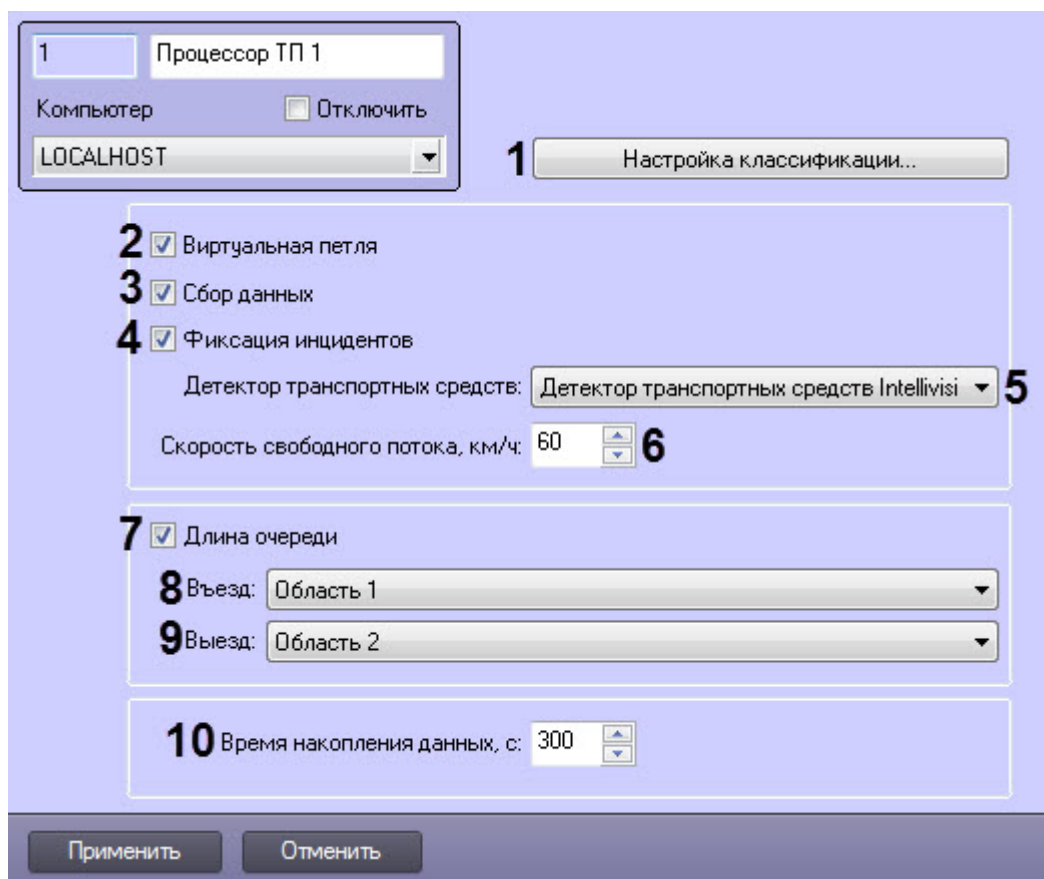 1 Процессор ТП 1
Компьютер Отключить
LOCALHOST
1 Настройка классификации...
2 Виртуальная петля
3 Сбор данных
4 Фиксация инцидентов
Детектор транспортных средств: Детектор транспортных средств Intellivisi 5
Скорость свободного потока, км/ч: 60 6
7 Длина очереди
8 Въезд: Область 1
9 Выезд: Область 2
10 Время накопления данных, с: 300
Применить Отменить